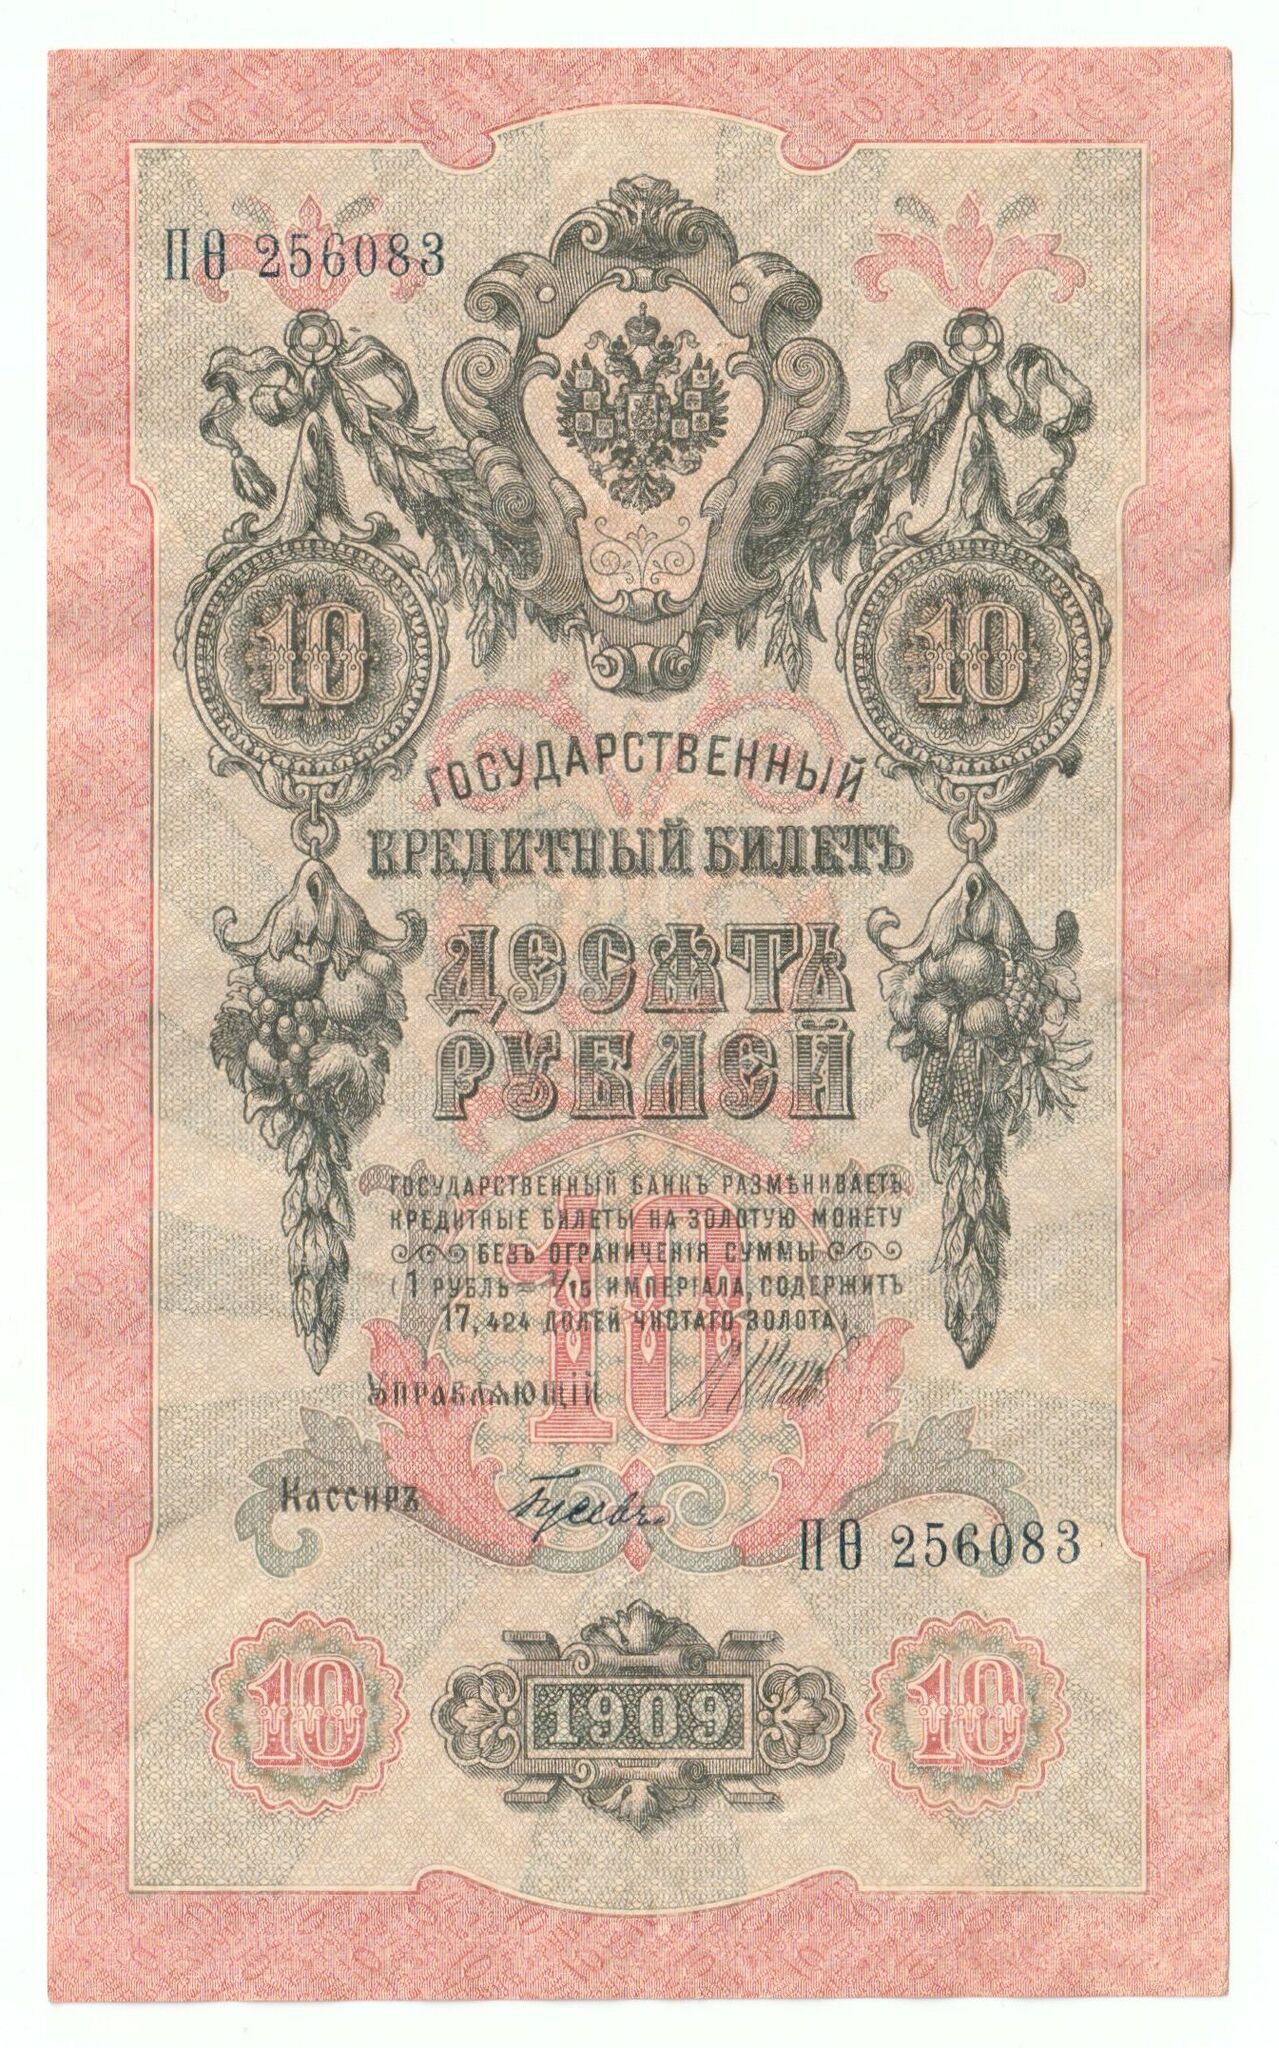 ПѲ 256083
10 10
ГОСУДАРСТВЕННЫЙ
КРЕДИТНЫЙ БИЛЕТЪ
ДЕСЯТЬ
РУБЛЕЙ
ГОСУДАРСТВЕННЫЙ БАНКЪ РАЗМѢНИВАЕТЪ
КРЕДИТНЫЕ БИЛЕТЫ НА ЗОЛОТУЮ МОНЕТУ
БЕЗЪ ОГРАНИЧЕНІЯ СУММЫ
(1 РУБЛЬ = 1/15 ИМПЕРІАЛА, СОДЕРЖИТЪ
17,424 ДОЛЕЙ ЧИСТАГО ЗОЛОТА).
10
УПРАВЛЯЮЩІЙ
Кассиръ Гусевъ
ПѲ 256083
10 1909 10